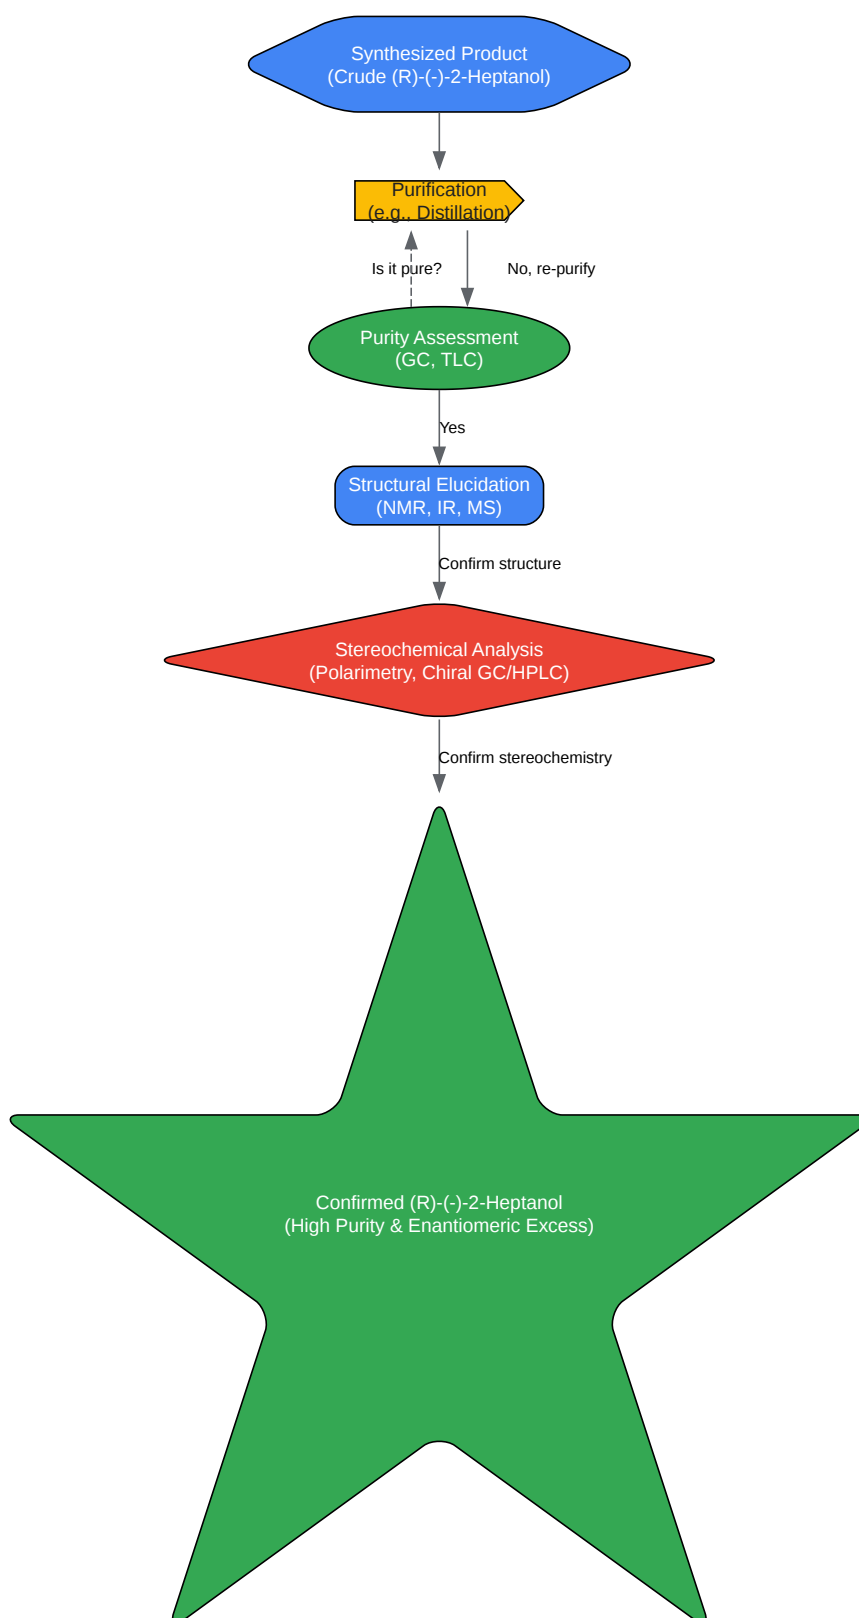 Synthesized Product
(Crude (R)-(-)-2-Heptanol)
Purification
(e.g., Distillation)
Is it pure?
No, re-purify
Purity Assessment
(GC, TLC)
Yes
Structural Elucidation
(NMR, IR, MS)
Confirm structure
Stereochemical Analysis
(Polarimetry, Chiral GC/HPLC)
Confirm stereochemistry
Confirmed (R)-(-)-2-Heptanol
(High Purity & Enantiomeric Excess)